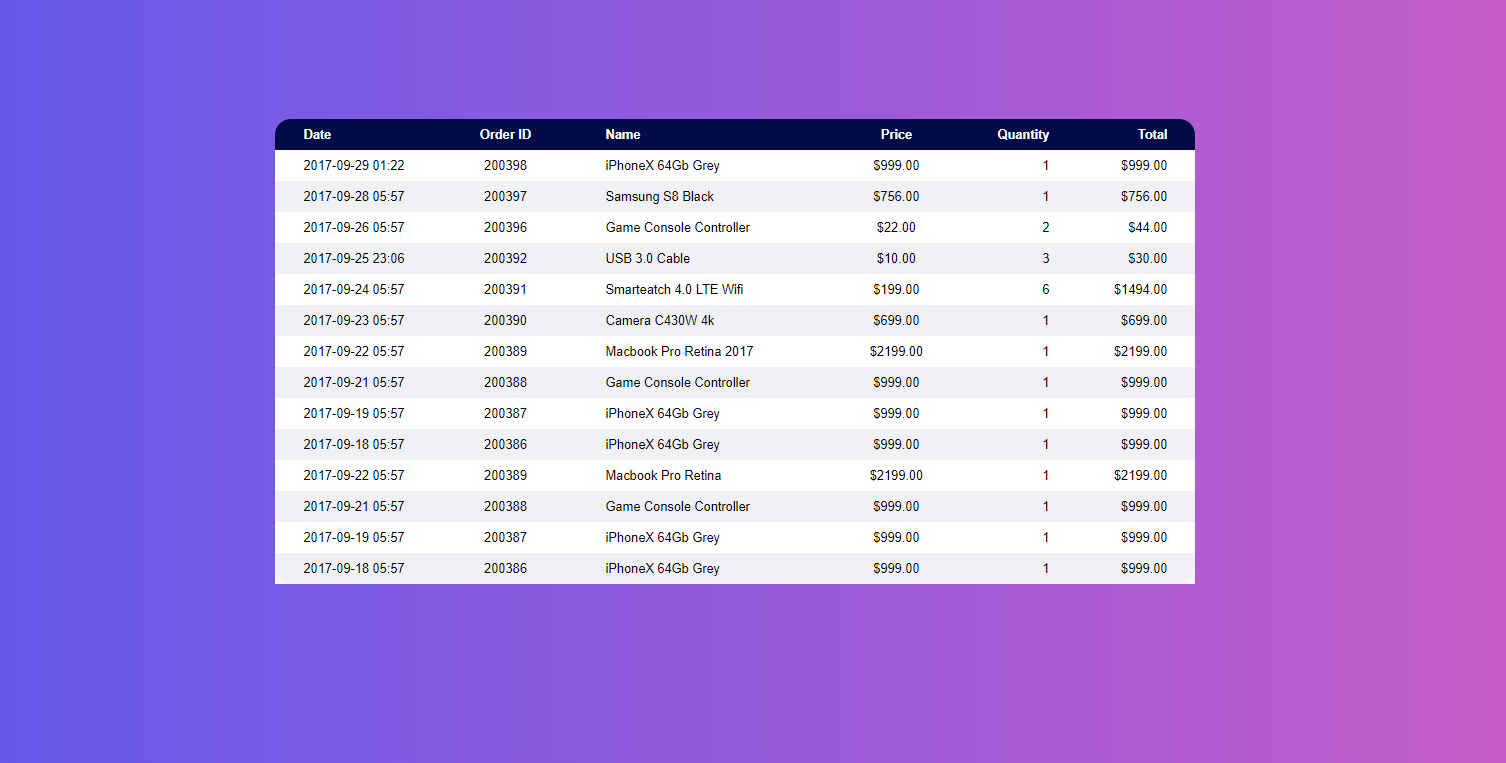 Date Order ID Name Price Quantity Total
2017-09-29 01:22 200398 iPhoneX 64Gb Grey $999.00 1 $999.00
2017-09-28 05:57 200397 Samsung S8 Black $756.00 1 $756.00
2017-09-26 05:57 200396 Game Console Controller $22.00 2 $44.00
2017-09-25 23:06 200392 USB 3.0 Cable $10.00 3 $30.00
2017-09-24 05:57 200391 Smarteatch 4.0 LTE Wifi $199.00 6 $1494.00
2017-09-23 05:57 200390 Camera C430W 4k $699.00 1 $699.00
2017-09-22 05:57 200389 Macbook Pro Retina 2017 $2199.00 1 $2199.00
2017-09-21 05:57 200388 Game Console Controller $999.00 1 $999.00
2017-09-19 05:57 200387 iPhoneX 64Gb Grey $999.00 1 $999.00
2017-09-18 05:57 200386 iPhoneX 64Gb Grey $999.00 1 $999.00
2017-09-22 05:57 200389 Macbook Pro Retina $2199.00 1 $2199.00
2017-09-21 05:57 200388 Game Console Controller $999.00 1 $999.00
2017-09-19 05:57 200387 iPhoneX 64Gb Grey $999.00 1 $999.00
2017-09-18 05:57 200386 iPhoneX 64Gb Grey $999.00 1 $999.00